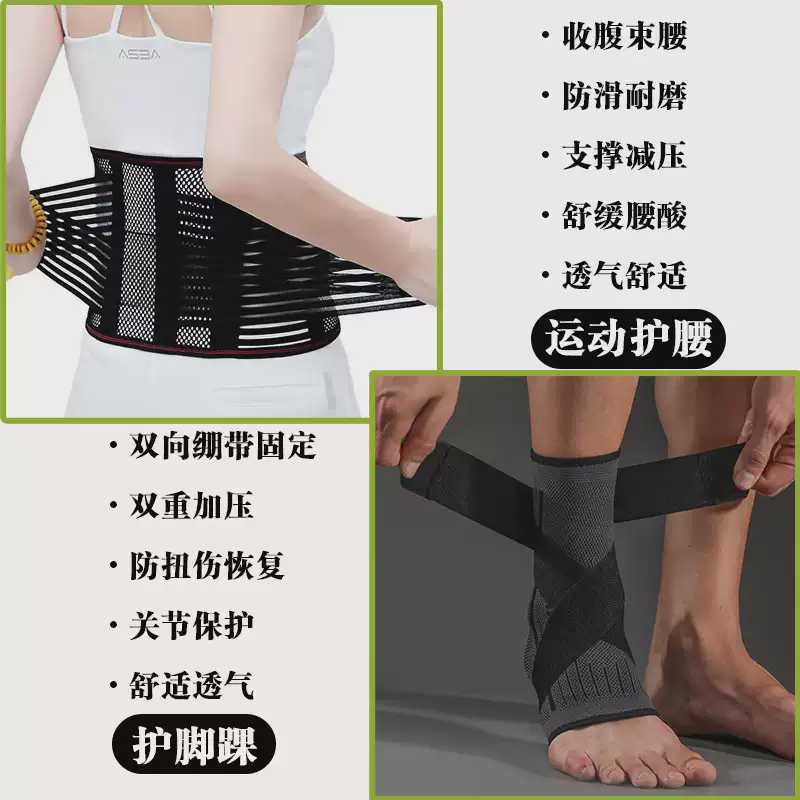 ASBA
· 收腹束腰
· 防滑耐磨
· 支撑减压
· 舒缓腰酸
· 透气舒适
运动护腰
· 双向绷带固定
· 双重加压
· 防扭伤恢复
· 关节保护
· 舒适透气
护脚踝